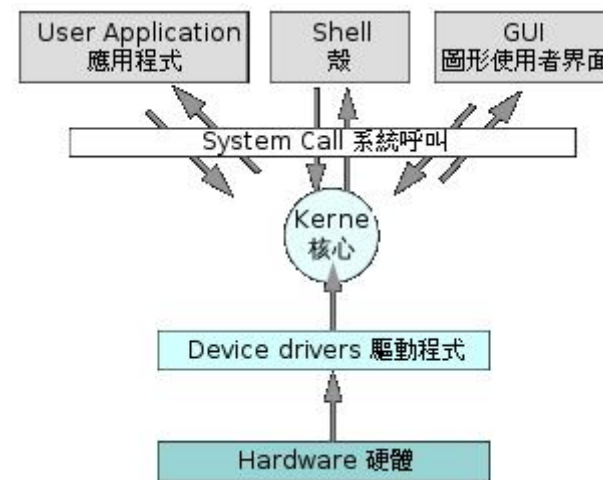 User Application
應用程式
Shell
殼
GUI
圖形使用者界面
System Call 系統呼叫
Kerne
核心
Device drivers 驅動程式
Hardware 硬體